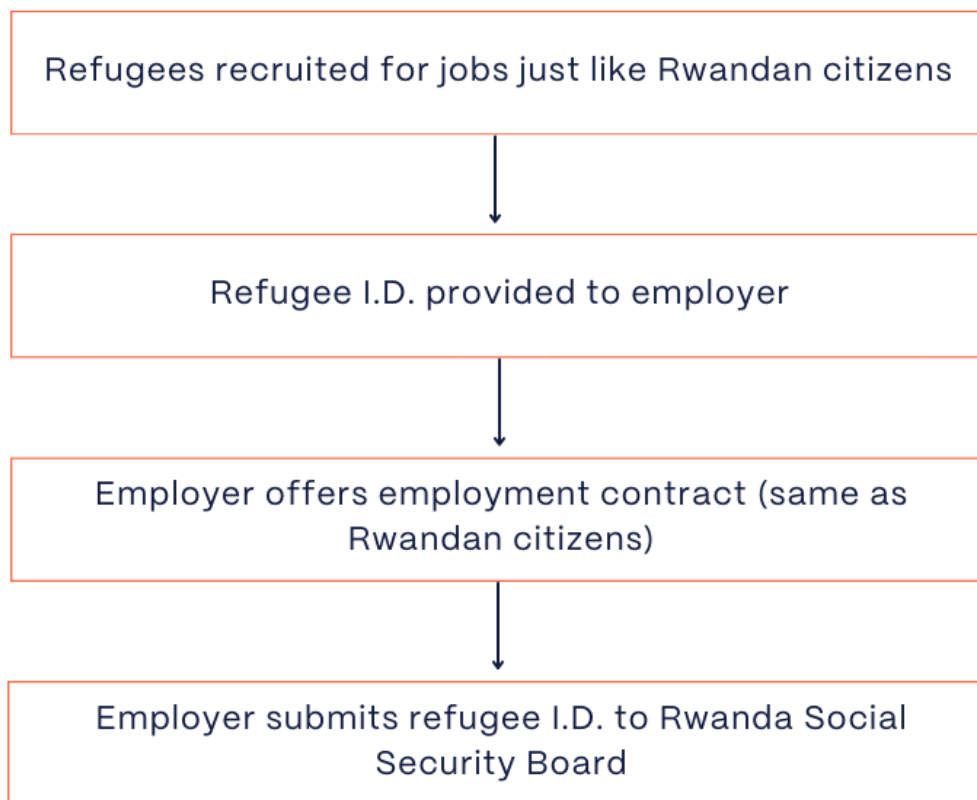 Refugees recruited for jobs just like Rwandan citizens
Refugee I.D. provided to employer
Employer offers employment contract (same as
Rwandan citizens)
Employer submits refugee I.D. to Rwanda Social
Security Board